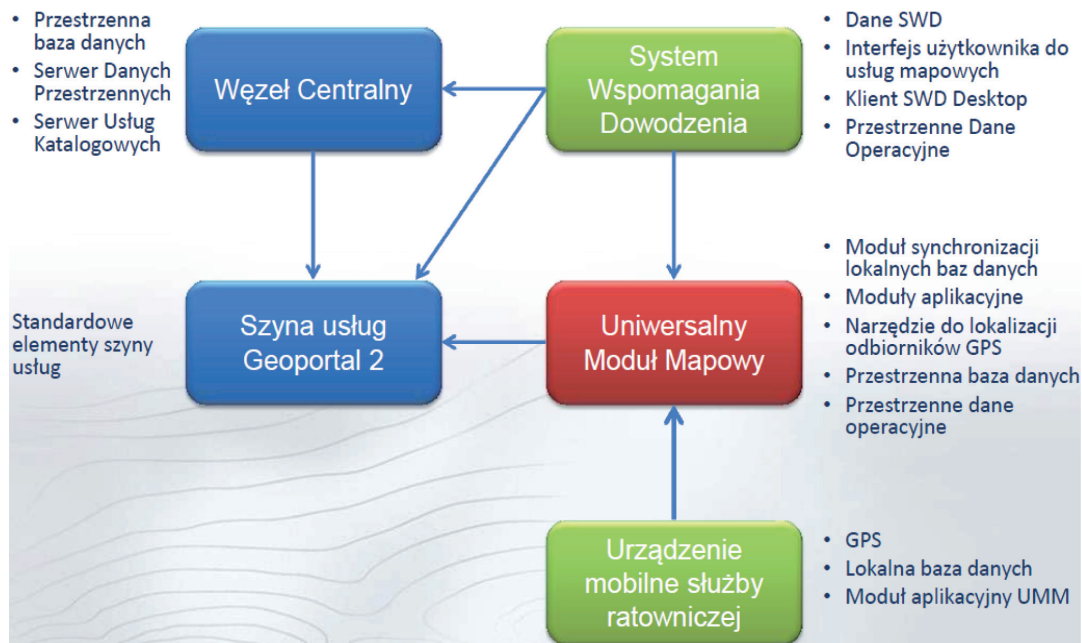 • Przestrzenna
baza danych
• Serwer Danych
Przestrzennych
• Serwer Usług
Katalogowych
Węzeł Centralny
System
Wspomagania
Dowodzenia
• Dane SWD
• Interfejs użytkownika do
usług mapowych
• Klient SWD Desktop
• Przestrzenne Dane
Operacyjne
Standardowe
elementy szyny
usług
Szyna usług
Geoportal 2
Uniwersalny
Moduł Mapowy
• Moduł synchronizacji
lokalnych baz danych
• Moduły aplikacyjne
• Narzędzie do lokalizacji
odbiorników GPS
• Przestrzenna baza danych
• Przestrzenne dane
operacyjne
Urządzenie
mobilne służby
ratowniczej
• GPS
• Lokalna baza danych
• Moduł aplikacyjny UMM